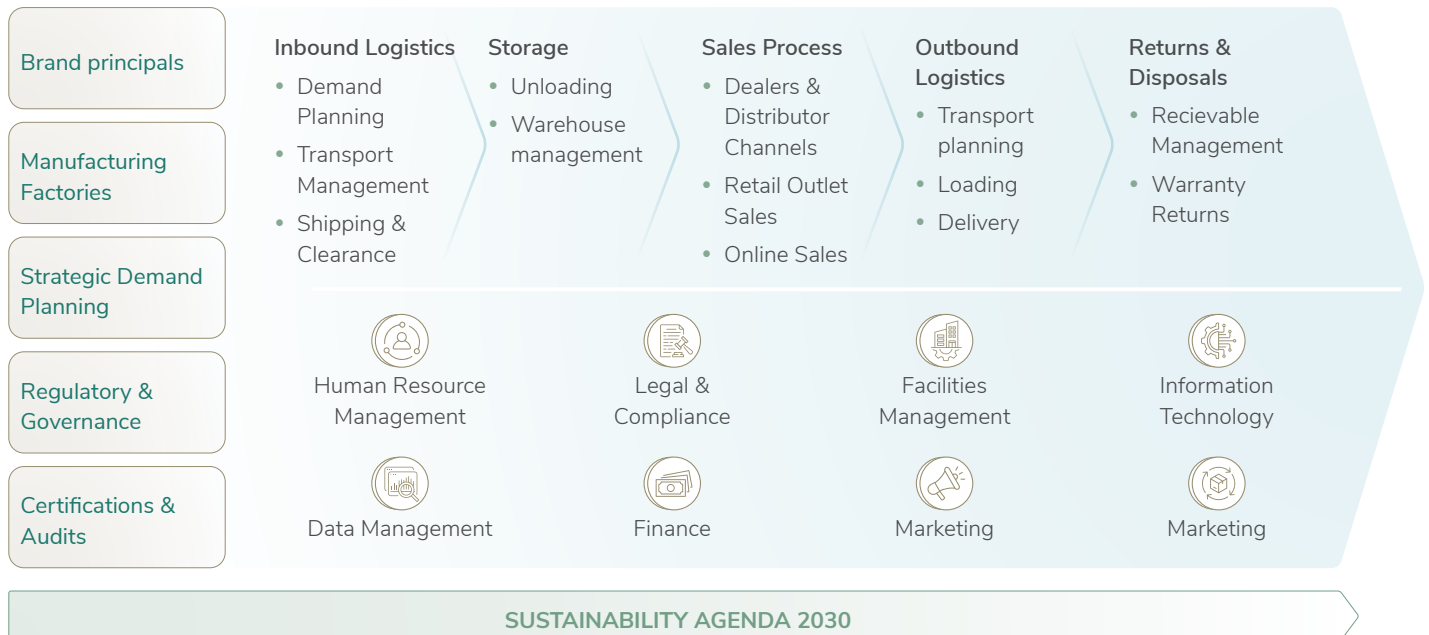 Brand principals
Manufacturing
Factories
Strategic Demand
Planning
Regulatory &
Governance
Certifications &
Audits
Inbound Logistics
• Demand
Planning
• Transport
Management
• Shipping &
Clearance
Storage
• Unloading
• Warehouse
management
Sales Process
• Dealers &
Distributor
Channels
• Retail Outlet
Sales
• Online Sales
Outbound
Logistics
• Transport
planning
• Loading
• Delivery
Returns &
Disposals
• Recievable
Management
• Warranty
Returns
Human Resource
Management
Legal &
Compliance
Facilities
Management
Information
Technology
Data Management
Finance
Marketing
Marketing
SUSTAINABILITY AGENDA 2030